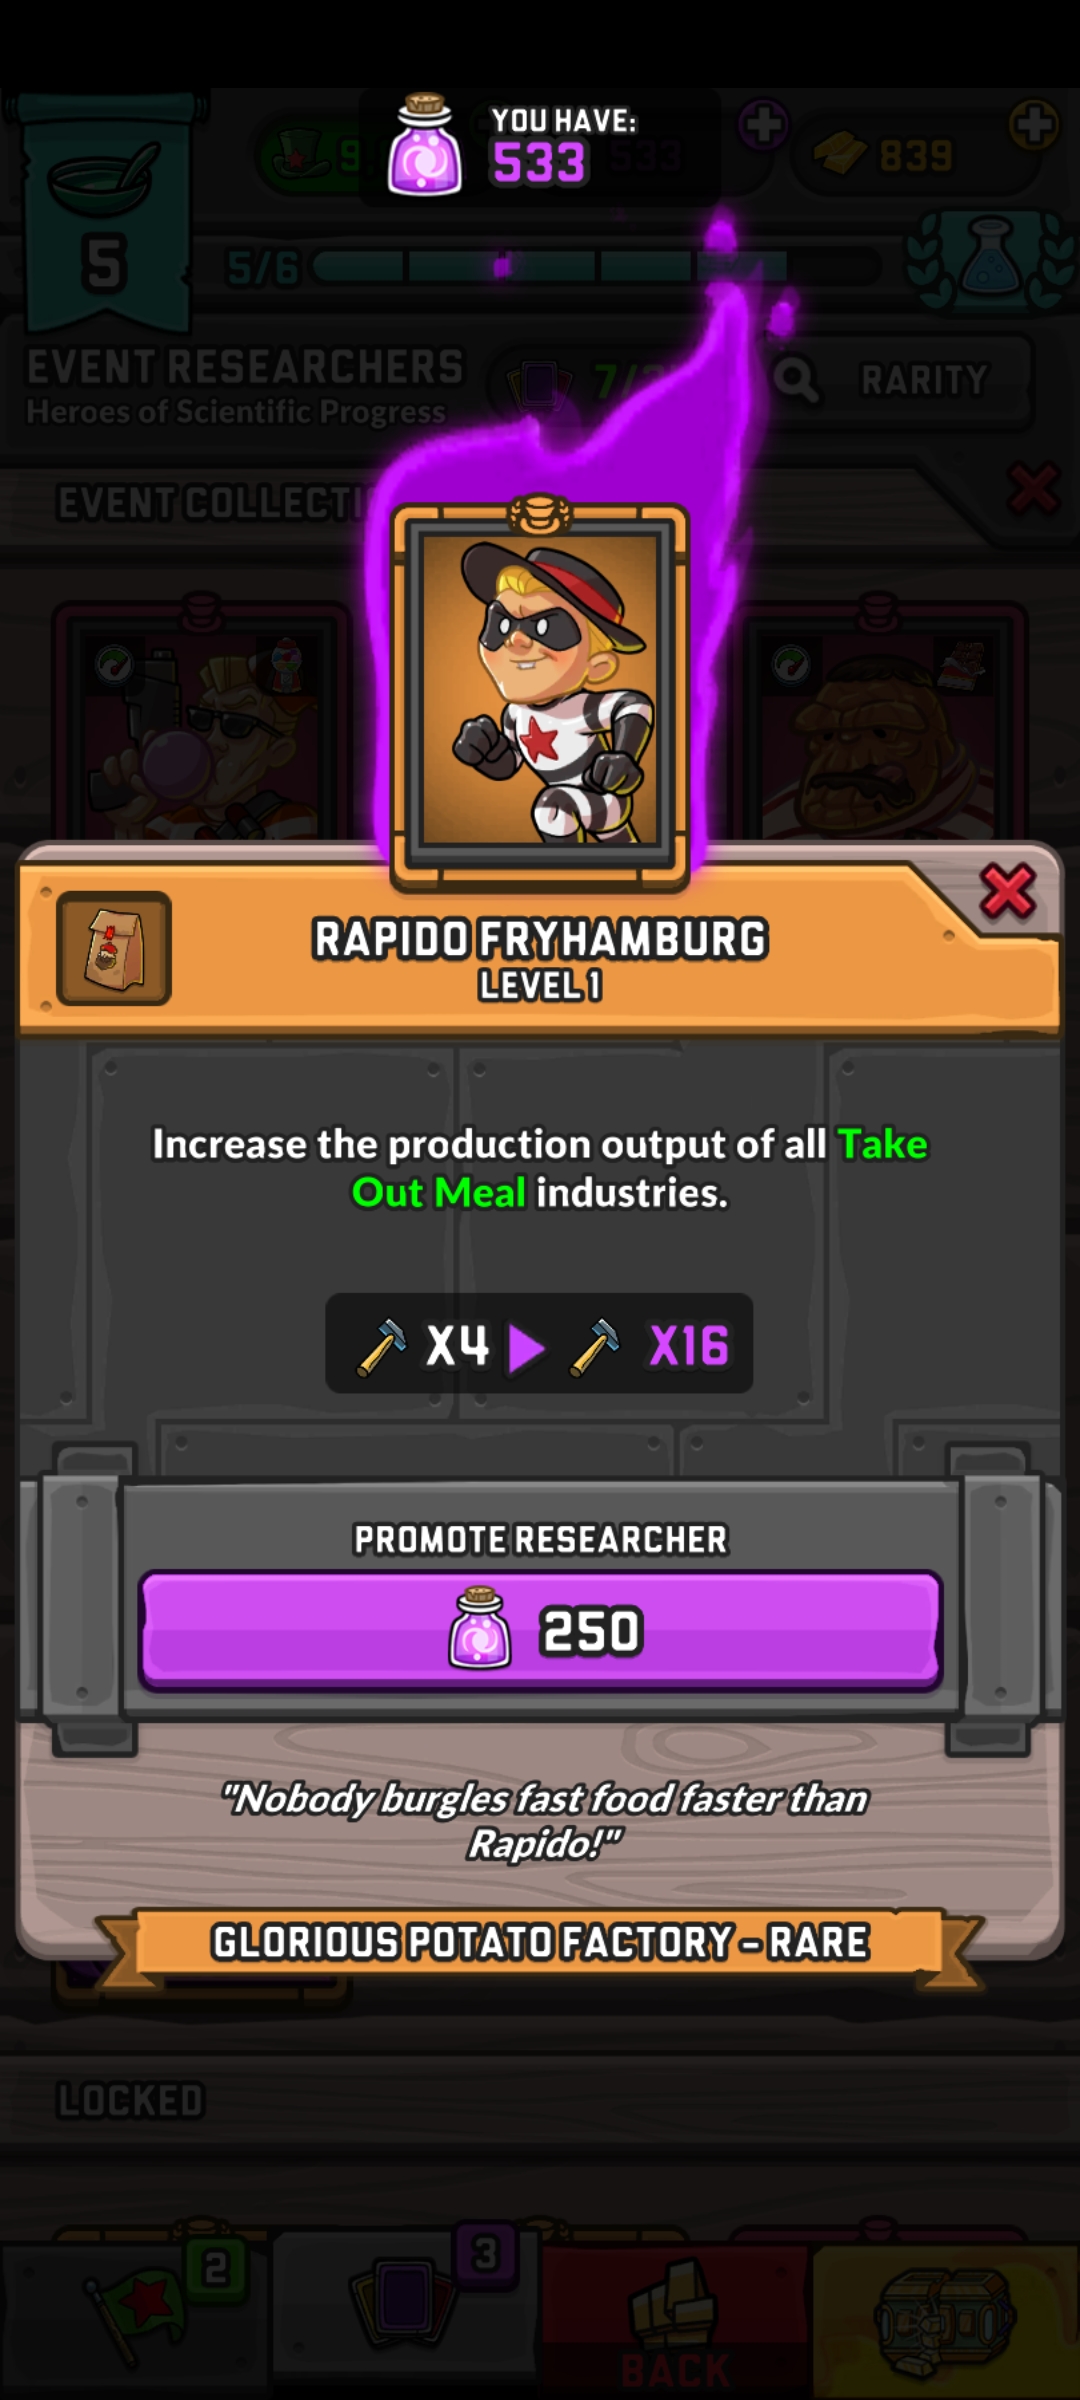 YOU HAVE:
533
839
5
5/6
EVENT RESEARCHERS
Heroes of Scientific Progress
RARITY
RAPIDO FRYHAMBURG
LEVEL 1
Increase the production output of all Take
Out Meal industries.
X4 X16
PROMOTE RESEARCHER
250
"Nobody burgles fast food faster than
Rapido!"
GLORIOUS POTATO FACTORY - RARE
LOCKED
2
3
BACK